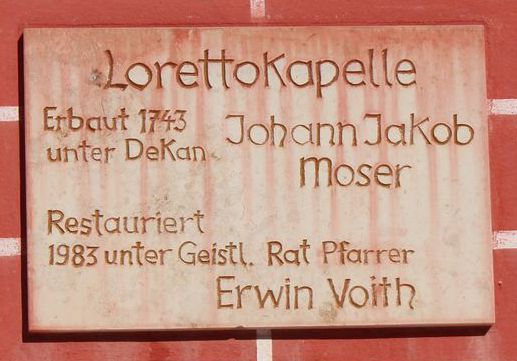 LorettoKapelle
Erbaut 1743 Johann Jakob
unter Dekan Moser
Restauriert
1983 unter Geistl. Rat Pfarrer
Erwin Voith